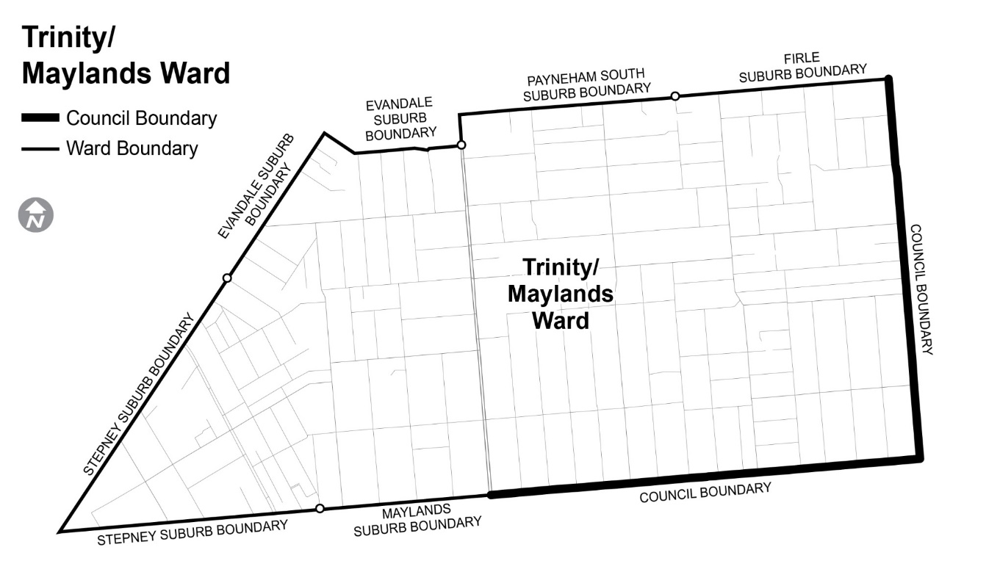 Trinity/
Maylands Ward
Council Boundary
Ward Boundary
N
FIRLE
SUBURB BOUNDARY
PAYNEHAM SOUTH
SUBURB BOUNDARY
EVANDALE
SUBURB
BOUNDARY
EVANDALE SUBURB
BOUNDARY
STEPNEY SUBURB BOUNDARY
Trinity/
Maylands
Ward
COUNCIL BOUNDARY
COUNCIL BOUNDARY
MAYLANDS
SUBURB BOUNDARY
STEPNEY SUBURB BOUNDARY